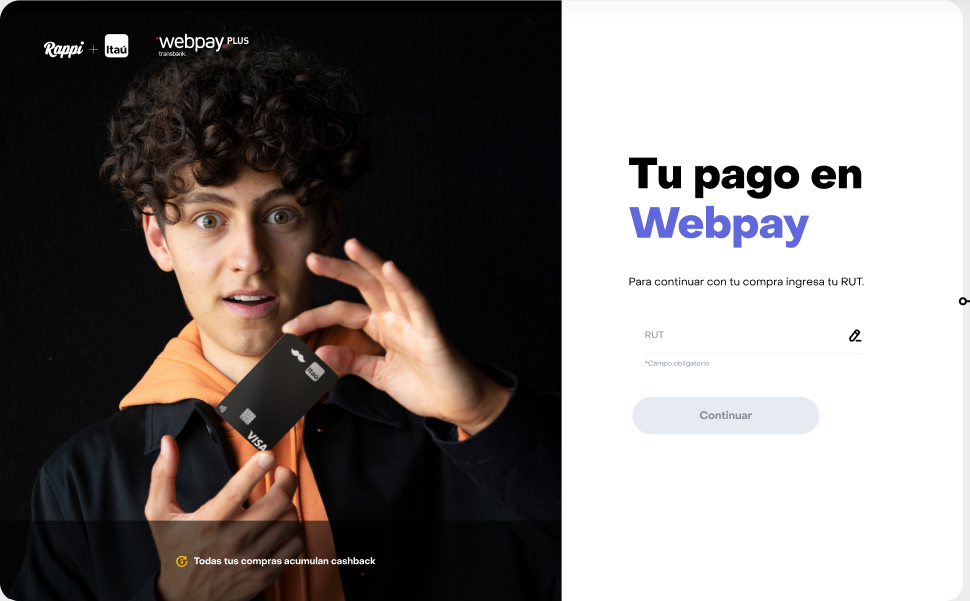 Rappi + Itaú
webpay PLUS
transbank.
Itaú
VISA
Todas tus compras acumulan cashback
Tu pago en
Webpay
Para continuar con tu compra ingresa tu RUT.
RUT
*Campo obligatorio
Continuar